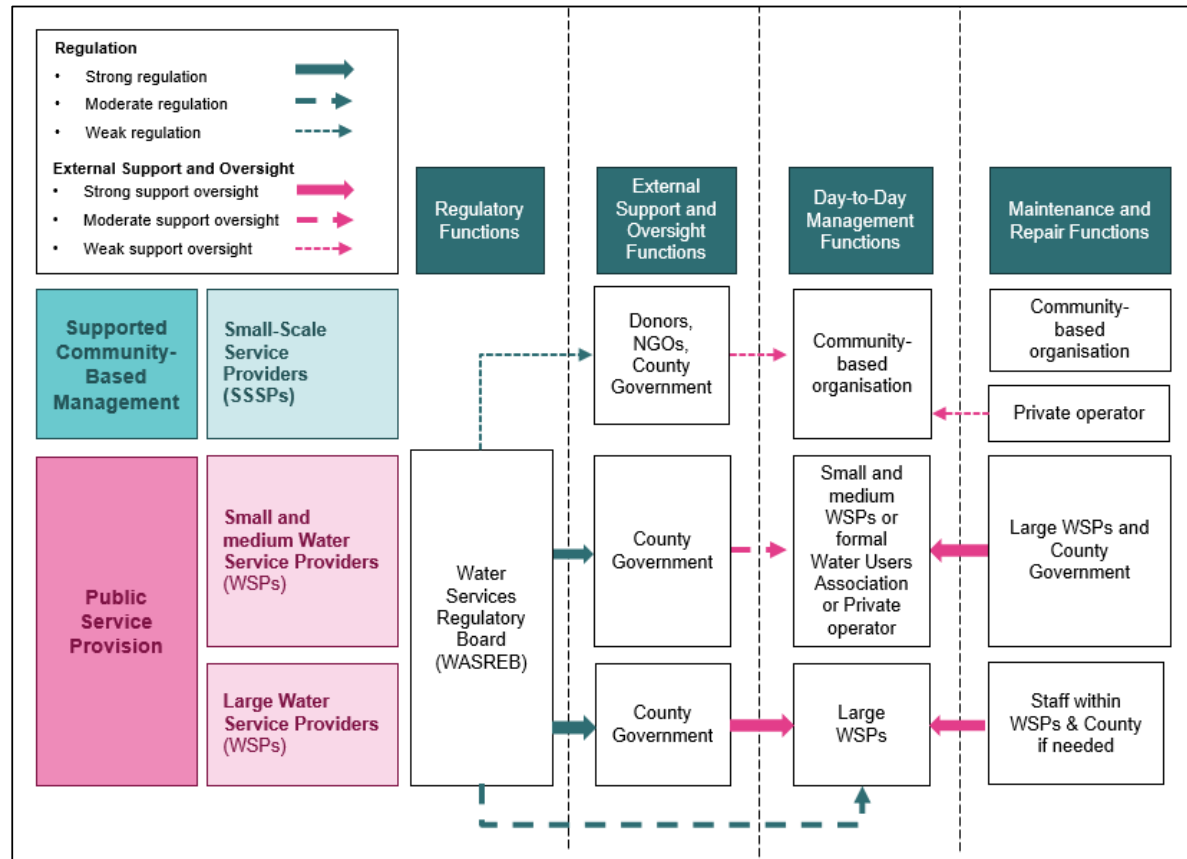 Regulation
• Strong regulation
• Moderate regulation
• Weak regulation
External Support and Oversight
• Strong support oversight
• Moderate support oversight
• Weak support oversight
Regulatory
Functions
External
Support and
Oversight
Functions
Day-to-Day
Management
Functions
Maintenance and
Repair Functions
Supported
Community-
Based
Management
Small-Scale
Service
Providers
(SSSPs)
Donors,
NGOs,
County
Government
Community-
based
organisation
Community-
based
organisation
Private operator
Public
Service
Provision
Small and
medium Water
Service Providers
(WSPs)
Water
Services
Regulatory
Board
(WASREB)
County
Government
Small and
medium
WSPs or
formal
Water Users
Association
or Private
operator
Large WSPs and
County
Government
Large Water
Service Providers
(WSPs)
County
Government
Large
WSPs
Staff within
WSPs & County
if needed